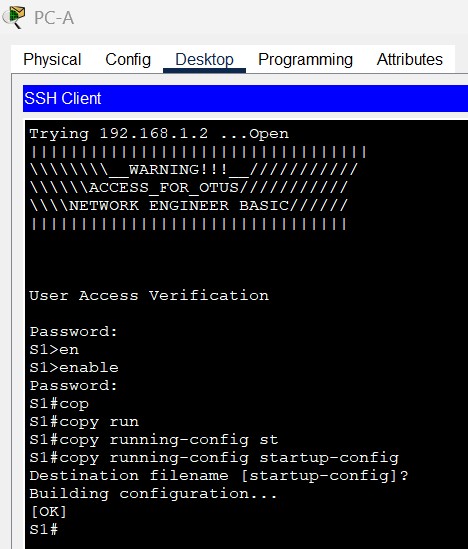 PC-A
Physical Config Desktop Programming Attributes
SSH Client
Trying 192.168.1.2 ...Open
||||||||||||||||||||||||||||||||||
\\\\\\\\__WARNING!!!__///////////
\\\\\\ACCESS_FOR_OTUS///////////
\\\\NETWORK ENGINEER BASIC//////
||||||||||||||||||||||||||||||||
User Access Verification
Password:
S1>en
S1>enable
Password:
S1#cop
S1#copy run
S1#copy running-config st
S1#copy running-config startup-config
Destination filename [startup-config]?
Building configuration...
[OK]
S1#